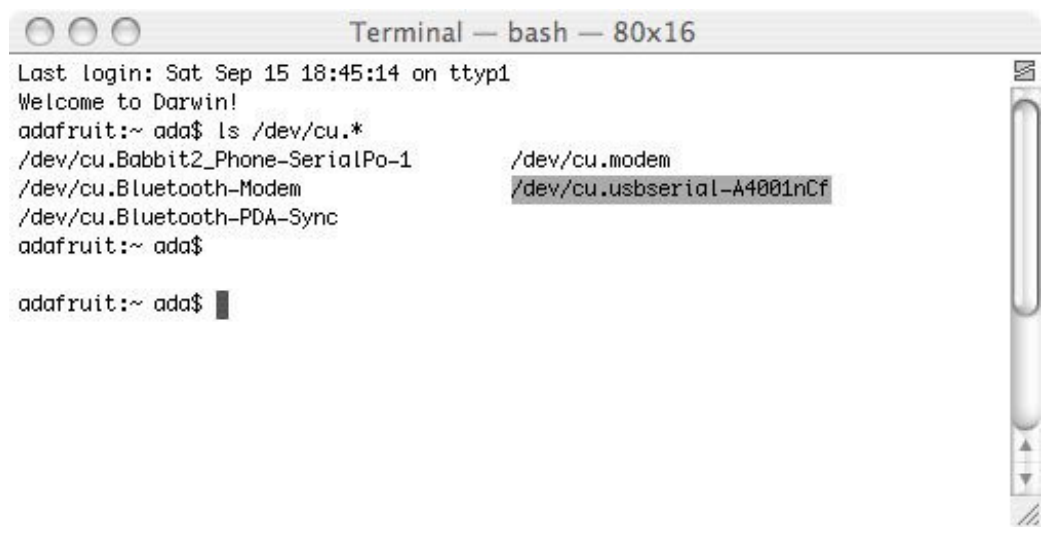 Terminal — bash — 80x16
Last login: Sat Sep 15 18:45:14 on ttyp1
Welcome to Darwin!
adafruit:~ ada$ ls /dev/cu.*
/dev/cu.Babbit2_Phone-SerialPo-1 /dev/cu.modem
/dev/cu.Bluetooth-Modem /dev/cu.usbserial-A4001nCf
/dev/cu.Bluetooth-PDA-Sync
adafruit:~ ada$
adafruit:~ ada$